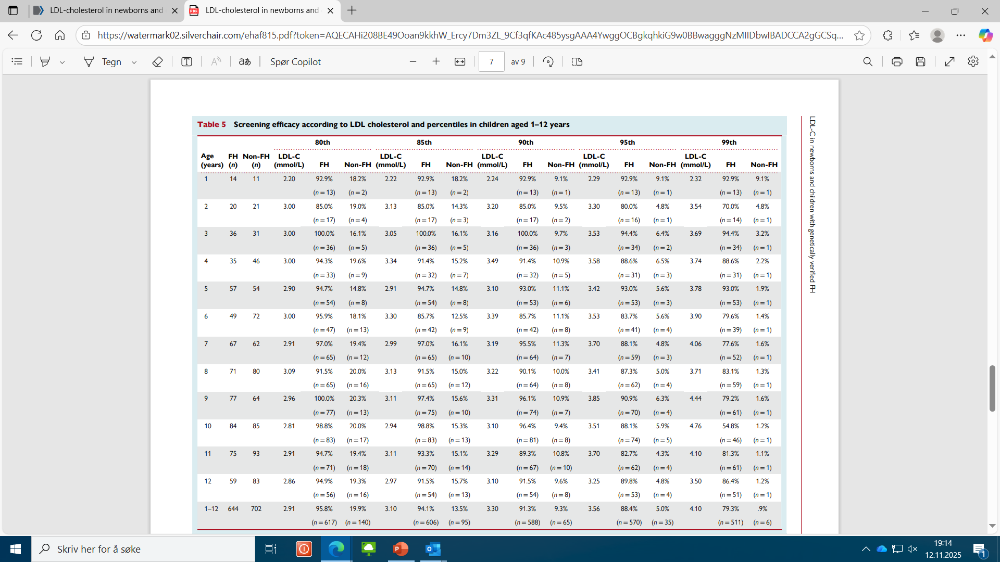 LDL-cholesterol in newborns and
LDL-cholesterol in newborns and
https://watermark02.silverchair.com/ehaf815.pdf?token=AQECAHi208BE49Ooan9kkhW_Ercy7Dm3ZL_9Cf3qfKAc485ysgAAA4YwggOCBgkqhkiG9w0BBwagggNzMIIDbwIBADCCA2gGCSq...
Tegn
aあ
Spør Copilot
7 av 9
Table 5 Screening efficacy according to LDL cholesterol and percentiles in children aged 1–12 years
80th 85th 90th 95th 99th
Age FH Non-FH LDL-C LDL-C LDL-C LDL-C LDL-C
(years) (n) (n) (mmol/L) FH Non-FH (mmol/L) FH Non-FH (mmol/L) FH Non-FH (mmol/L) FH Non-FH (mmol/L) FH Non-FH
1 14 11 2.20 92.9% 18.2% 2.22 92.9% 18.2% 2.24 92.9% 9.1% 2.29 92.9% 9.1% 2.32 92.9% 9.1%
(n = 13) (n = 2) (n = 13) (n = 2) (n = 13) (n = 1) (n = 13) (n = 1) (n = 13) (n = 1)
2 20 21 3.00 85.0% 19.0% 3.13 85.0% 14.3% 3.20 85.0% 9.5% 3.30 80.0% 4.8% 3.54 70.0% 4.8%
(n = 17) (n = 4) (n = 17) (n = 3) (n = 17) (n = 2) (n = 16) (n = 1) (n = 14) (n = 1)
3 36 31 3.00 100.0% 16.1% 3.05 100.0% 16.1% 3.16 100.0% 9.7% 3.53 94.4% 6.4% 3.69 94.4% 3.2%
(n = 36) (n = 5) (n = 36) (n = 5) (n = 36) (n = 3) (n = 34) (n = 2) (n = 34) (n = 1)
4 35 46 3.00 94.3% 19.6% 3.34 91.4% 15.2% 3.49 91.4% 10.9% 3.58 88.6% 6.5% 3.74 88.6% 2.2%
(n = 33) (n = 9) (n = 32) (n = 7) (n = 32) (n = 5) (n = 31) (n = 3) (n = 31) (n = 1)
5 57 54 2.90 94.7% 14.8% 2.91 94.7% 14.8% 3.10 93.0% 11.1% 3.42 93.0% 5.6% 3.78 93.0% 1.9%
(n = 54) (n = 8) (n = 54) (n = 8) (n = 53) (n = 6) (n = 53) (n = 3) (n = 53) (n = 1)
6 49 72 3.00 95.9% 18.1% 3.30 85.7% 12.5% 3.39 85.7% 11.1% 3.53 83.7% 5.6% 3.90 79.6% 1.4%
(n = 47) (n = 13) (n = 42) (n = 9) (n = 42) (n = 8) (n = 41) (n = 4) (n = 39) (n = 1)
7 67 62 2.91 97.0% 19.4% 2.99 97.0% 16.1% 3.19 95.5% 11.3% 3.70 88.1% 4.8% 4.06 77.6% 1.6%
(n = 65) (n = 12) (n = 65) (n = 10) (n = 64) (n = 7) (n = 59) (n = 3) (n = 52) (n = 1)
8 71 80 3.09 91.5% 20.0% 3.13 91.5% 15.0% 3.22 90.1% 10.0% 3.41 87.3% 5.0% 3.71 83.1% 1.3%
(n = 65) (n = 16) (n = 65) (n = 12) (n = 64) (n = 8) (n = 62) (n = 4) (n = 59) (n = 1)
9 77 64 2.96 100.0% 20.3% 3.11 97.4% 15.6% 3.31 96.1% 10.9% 3.85 90.9% 6.3% 4.44 79.2% 1.6%
(n = 77) (n = 13) (n = 75) (n = 10) (n = 74) (n = 7) (n = 70) (n = 4) (n = 61) (n = 1)
10 84 85 2.81 98.8% 20.0% 2.94 98.8% 15.3% 3.10 96.4% 9.4% 3.51 88.1% 5.9% 4.76 54.8% 1.2%
(n = 83) (n = 17) (n = 83) (n = 13) (n = 81) (n = 8) (n = 74) (n = 5) (n = 46) (n = 1)
11 75 93 2.91 94.7% 19.4% 3.11 93.3% 15.1% 3.29 89.3% 10.8% 3.70 82.7% 4.3% 4.10 81.3% 1.1%
(n = 71) (n = 18) (n = 70) (n = 14) (n = 67) (n = 10) (n = 62) (n = 4) (n = 61) (n = 1)
12 59 83 2.86 94.9% 19.3% 2.97 91.5% 15.7% 3.10 91.5% 9.6% 3.25 89.8% 4.8% 3.50 86.4% 1.2%
(n = 56) (n = 16) (n = 54) (n = 13) (n = 54) (n = 8) (n = 53) (n = 4) (n = 51) (n = 1)
1–12 644 702 2.91 95.8% 19.9% 3.10 94.1% 13.5% 3.30 91.3% 9.3% 3.56 88.4% 5.0% 4.10 79.3% .9%
(n = 617) (n = 140) (n = 606) (n = 95) (n = 588) (n = 65) (n = 570) (n = 35) (n = 511) (n = 6)
LDL-C in newborns and children with genetically verified FH
Skriv her for å søke
19:14
12.11.2025
1